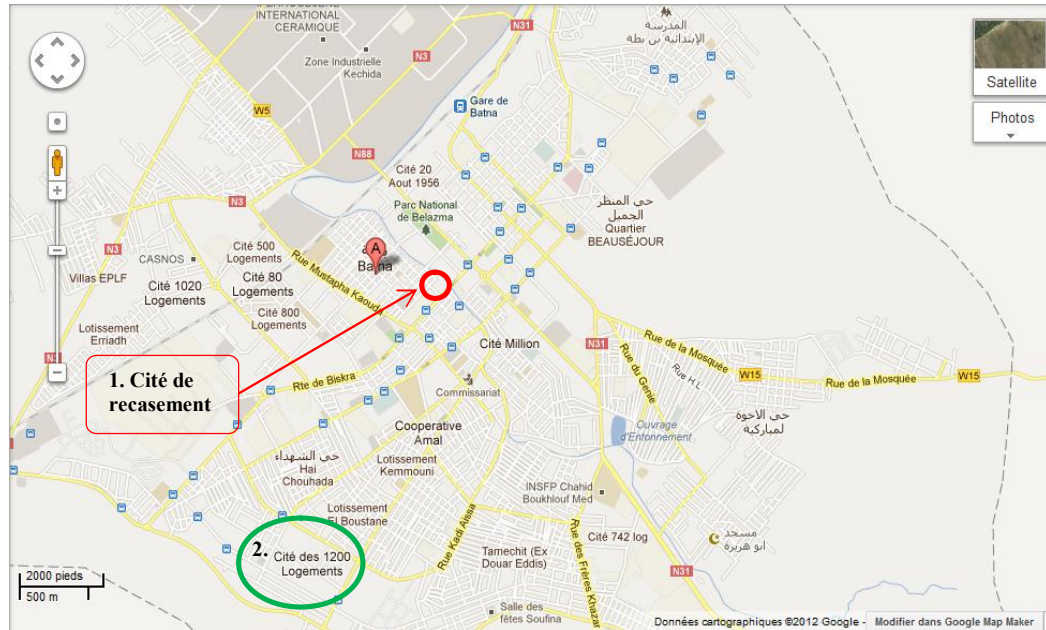 INTERNATIONAL
CERAMIQUE
N31
المدرسة
الإبتدائية بن بطة
Zone Industrielle
Kechida
N3
Satellite
Photos
W5
Gare de
Batna
N88
Cité 20
Aout 1956
Parc National
de Belazma
N3
حي المنظر
الجميل
Quartier
BEAUSÉJOUR
A
Batna
N3
CASNOS
Cité 500
Logements
Rue Mustapha Kaouda
Villas EPLF
Cité 1020
Logements
Cité 80
Logements
Cité 800
Logements
Lotissement
Erriadh
Cité Million
N31
Rue de la Mosquée
Rue du Genie
Rue H L
W15
Rue de la Mosquée
W15
1. Cité de
recasement
Rte de Biskra
Commissariat
Cooperative
Amal
Ouvrage
d'Entonnement
حي الاخوة
لمباركية
حي الشهداء
Hai
Chouhada
Lotissement
Kemmouni
INSFP Chahid
Boukhlouf Med
Lotissement
El Boustane
Rue Kadi Aissa
Rue des Frères Khazar
Cité 742 log
مسجد
ابو هريرة
2. Cité des 1200
Logements
Tamechit (Ex
Douar Eddis)
N31
2000 pieds
500 m
Salle des
fêtes Soufina
Données cartographiques ©2012 Google -
Modifier dans Google Map Maker